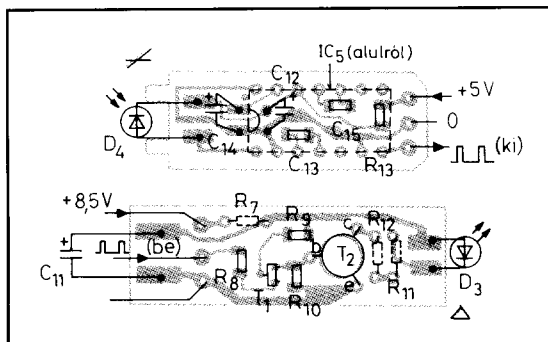 IC5 (alulról)
C12
+5V
0
D4
C14
C15
C13
R13
(ki)
+8,5V
R7
R9
c
R12
(be)
b
T2
C11
R8
T1
R10
e
R11
D3